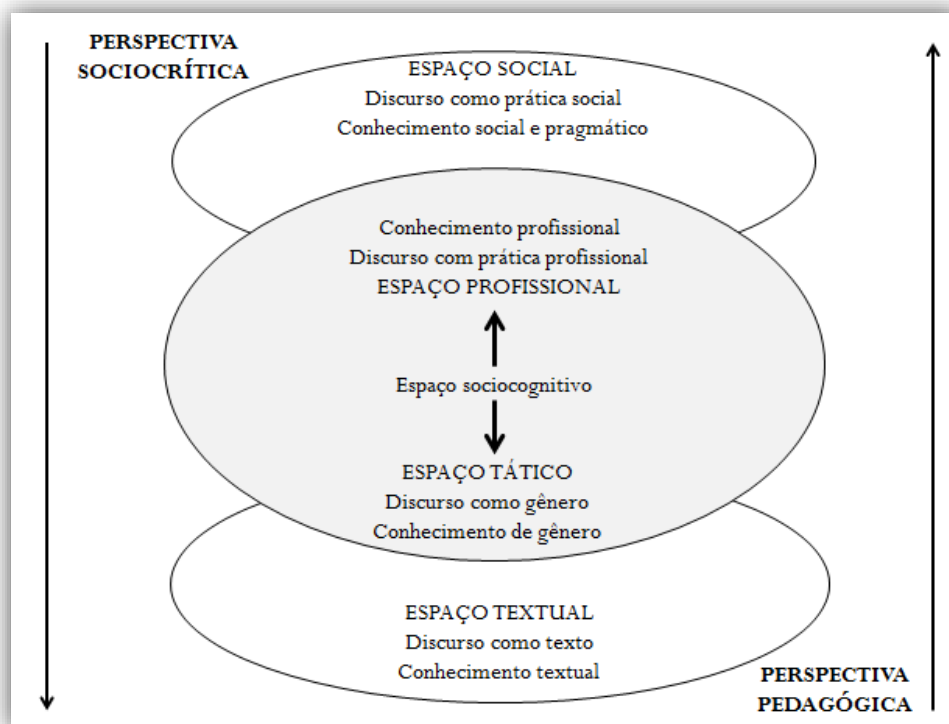 PERSPECTIVA
SOCIOCRÍTICA
ESPAÇO SOCIAL
Discurso como prática social
Conhecimento social e pragmático
Conhecimento profissional
Discurso com prática profissional
ESPAÇO PROFISSIONAL
Espaço sociocognitivo
ESPAÇO TÁTICO
Discurso como gênero
Conhecimento de gênero
ESPAÇO TEXTUAL
Discurso como texto
Conhecimento textual
PERSPECTIVA
PEDAGÓGICA